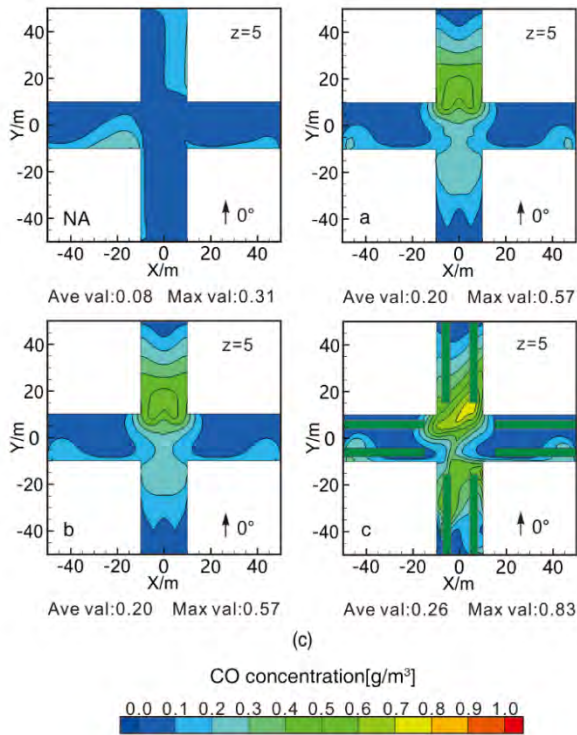 40
20
0
-20
-40
Y/m
z=5
NA
0°
-40 -20 0 20 40
X/m
Ave val:0.08 Max val:0.31
40
20
0
-20
-40
Y/m
z=5
a
0°
-40 -20 0 20 40
X/m
Ave val:0.20 Max val:0.57
40
20
0
-20
-40
Y/m
z=5
b
0°
-40 -20 0 20 40
X/m
Ave val:0.20 Max val:0.57
40
20
0
-20
-40
Y/m
z=5
c
0°
-40 -20 0 20 40
X/m
Ave val:0.26 Max val:0.83
(c)
CO concentration[g/m³]
0.0 0.1 0.2 0.3 0.4 0.5 0.6 0.7 0.8 0.9 1.0